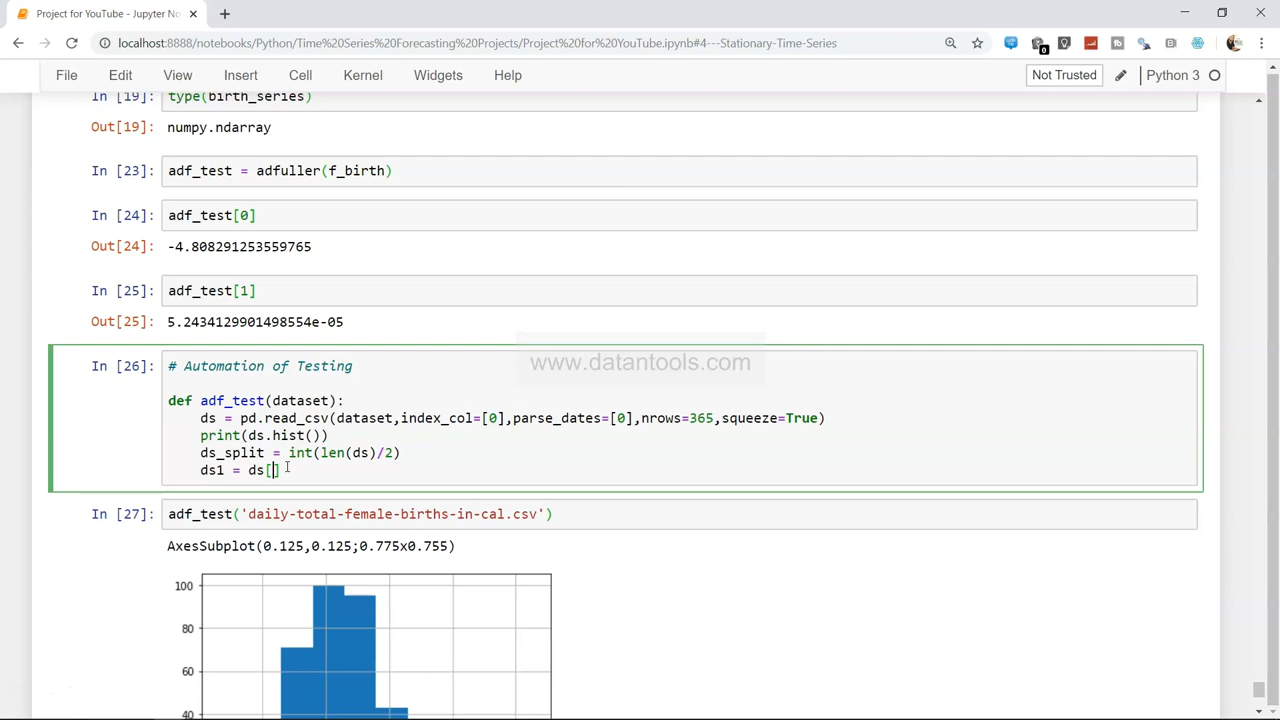 Project for YouTube - Jupyter No
localhost:8888/notebooks/Python/Time%20Series%20Forecasting%20Projects/Project%20for%20YouTube.ipynb#4---Stationary-Time-Series
File Edit View Insert Cell Kernel Widgets Help Not Trusted Python 3
In [19]: type(birth_series)
Out[19]: numpy.ndarray
In [23]: adf_test = adfuller(f_birth)
In [24]: adf_test[0]
Out[24]: -4.808291253559765
In [25]: adf_test[1]
Out[25]: 5.2434129901498554e-05
www.datantools.com
In [26]: # Automation of Testing
def adf_test(dataset):
ds = pd.read_csv(dataset,index_col=[0],parse_dates=[0],nrows=365,squeeze=True)
print(ds.hist())
ds_split = int(len(ds)/2)
ds1 = ds[]
In [27]: adf_test('daily-total-female-births-in-cal.csv')
AxesSubplot(0.125,0.125;0.775x0.755)
100
80
60
40